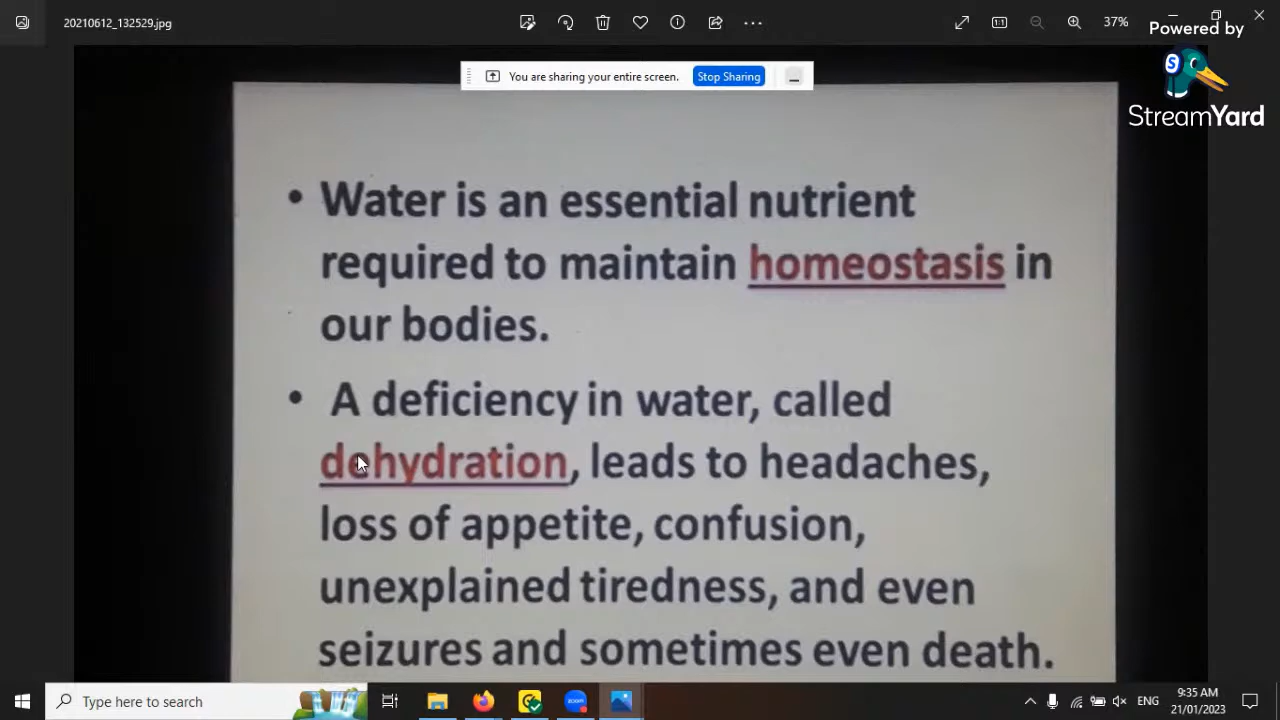 20210612_132529.jpg
37%
Powered by
S
StreamYard
You are sharing your entire screen.
Stop Sharing
• Water is an essential nutrient
required to maintain homeostasis in
our bodies.
• A deficiency in water, called
dehydration, leads to headaches,
loss of appetite, confusion,
unexplained tiredness, and even
seizures and sometimes even death.
Type here to search
zoom
ENG
9:35 AM
21/01/2023